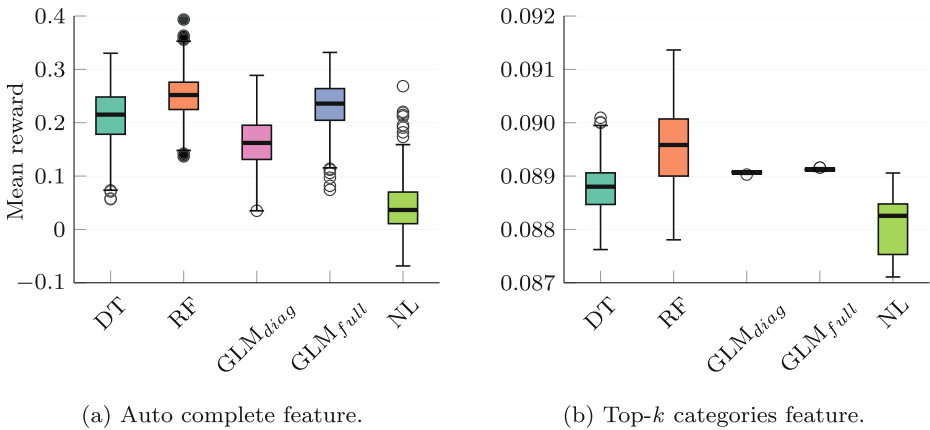 Mean reward
0.4
0.3
0.2
0.1
0
−0.1
DT
RF
GLM_diag
GLM_full
NL
(a) Auto complete feature.
0.092
0.091
0.090
0.089
0.088
0.087
DT
RF
GLM_diag
GLM_full
NL
(b) Top-k categories feature.